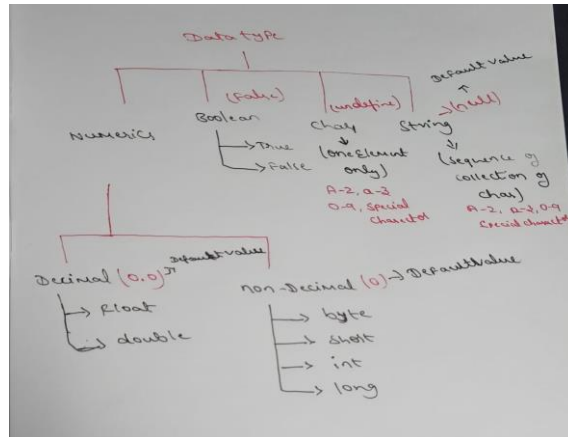 Data type
Default Value
(False)
(undefine)
→(null)
Numerics
Boolean
Char
String
→True
→False
(one Element
only)
A-Z, a-z
0-9, Special
Charector
(sequence of
collection of
char)
A-Z, a-z, 0-9
Special charactor
Decimal (0.0)
Default Value
→ Float
→ double
non-Decimal (0) → Default Value
→ byte
→ short
→ int
→ long